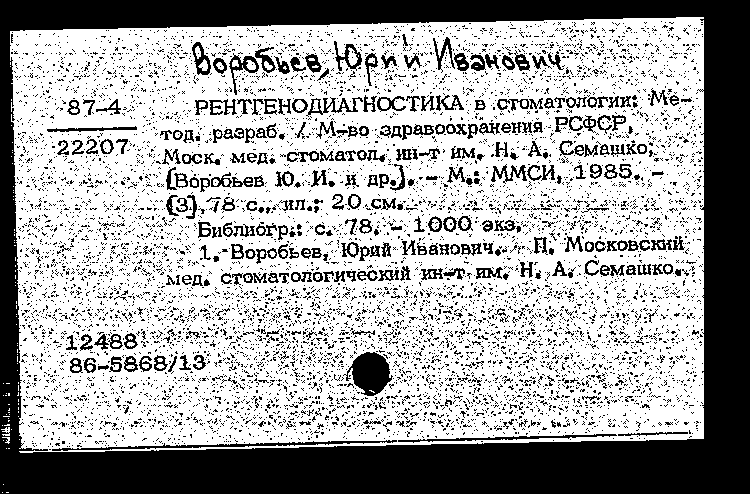 Воробьев, Юрий Иванович
87-4
22207
РЕНТГЕНОДИАГНОСТИКА в стоматологии: Ме-
тод. разраб. / М-во здравоохранения РСФСР,
Моск. мед. стоматол. ин-т им. Н. А. Семашко;
[Воробьев Ю. И. и др.]. - М.: ММСИ, 1985. -
[3], 78 с., ил.; 20 см.
Библиогр.: с. 78. - 1000 экз.
1. Воробьев, Юрий Иванович. П. Московский
мед. стоматологический ин-т им. Н. А. Семашко.
12488
86-5868/13